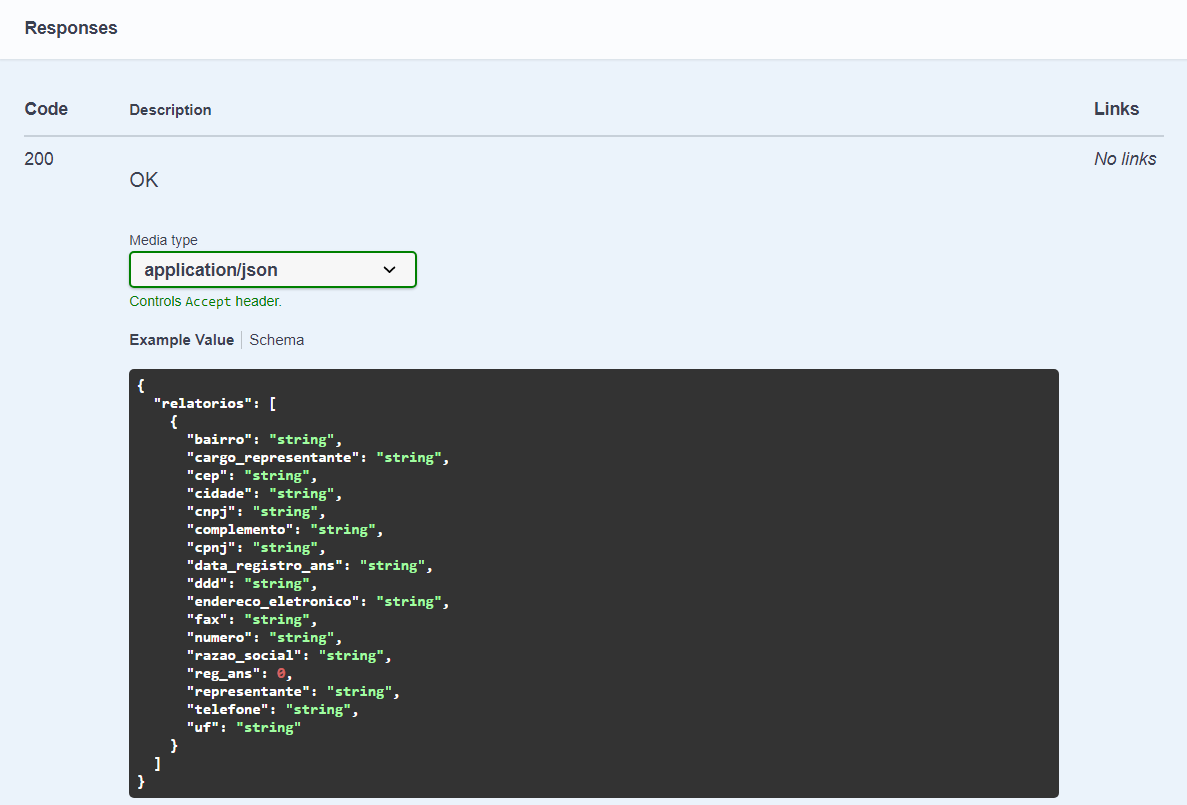 Responses
Code Description Links
200 No links
OK
Media type
application/json
Controls Accept header.
Example Value Schema
{
  "relatorios": [
    {
      "bairro": "string",
      "cargo_representante": "string",
      "cep": "string",
      "cidade": "string",
      "cnpj": "string",
      "complemento": "string",
      "cpnj": "string",
      "data_registro_ans": "string",
      "ddd": "string",
      "endereco_eletronico": "string",
      "fax": "string",
      "numero": "string",
      "razao_social": "string",
      "reg_ans": 0,
      "representante": "string",
      "telefone": "string",
      "uf": "string"
    }
  ]
}